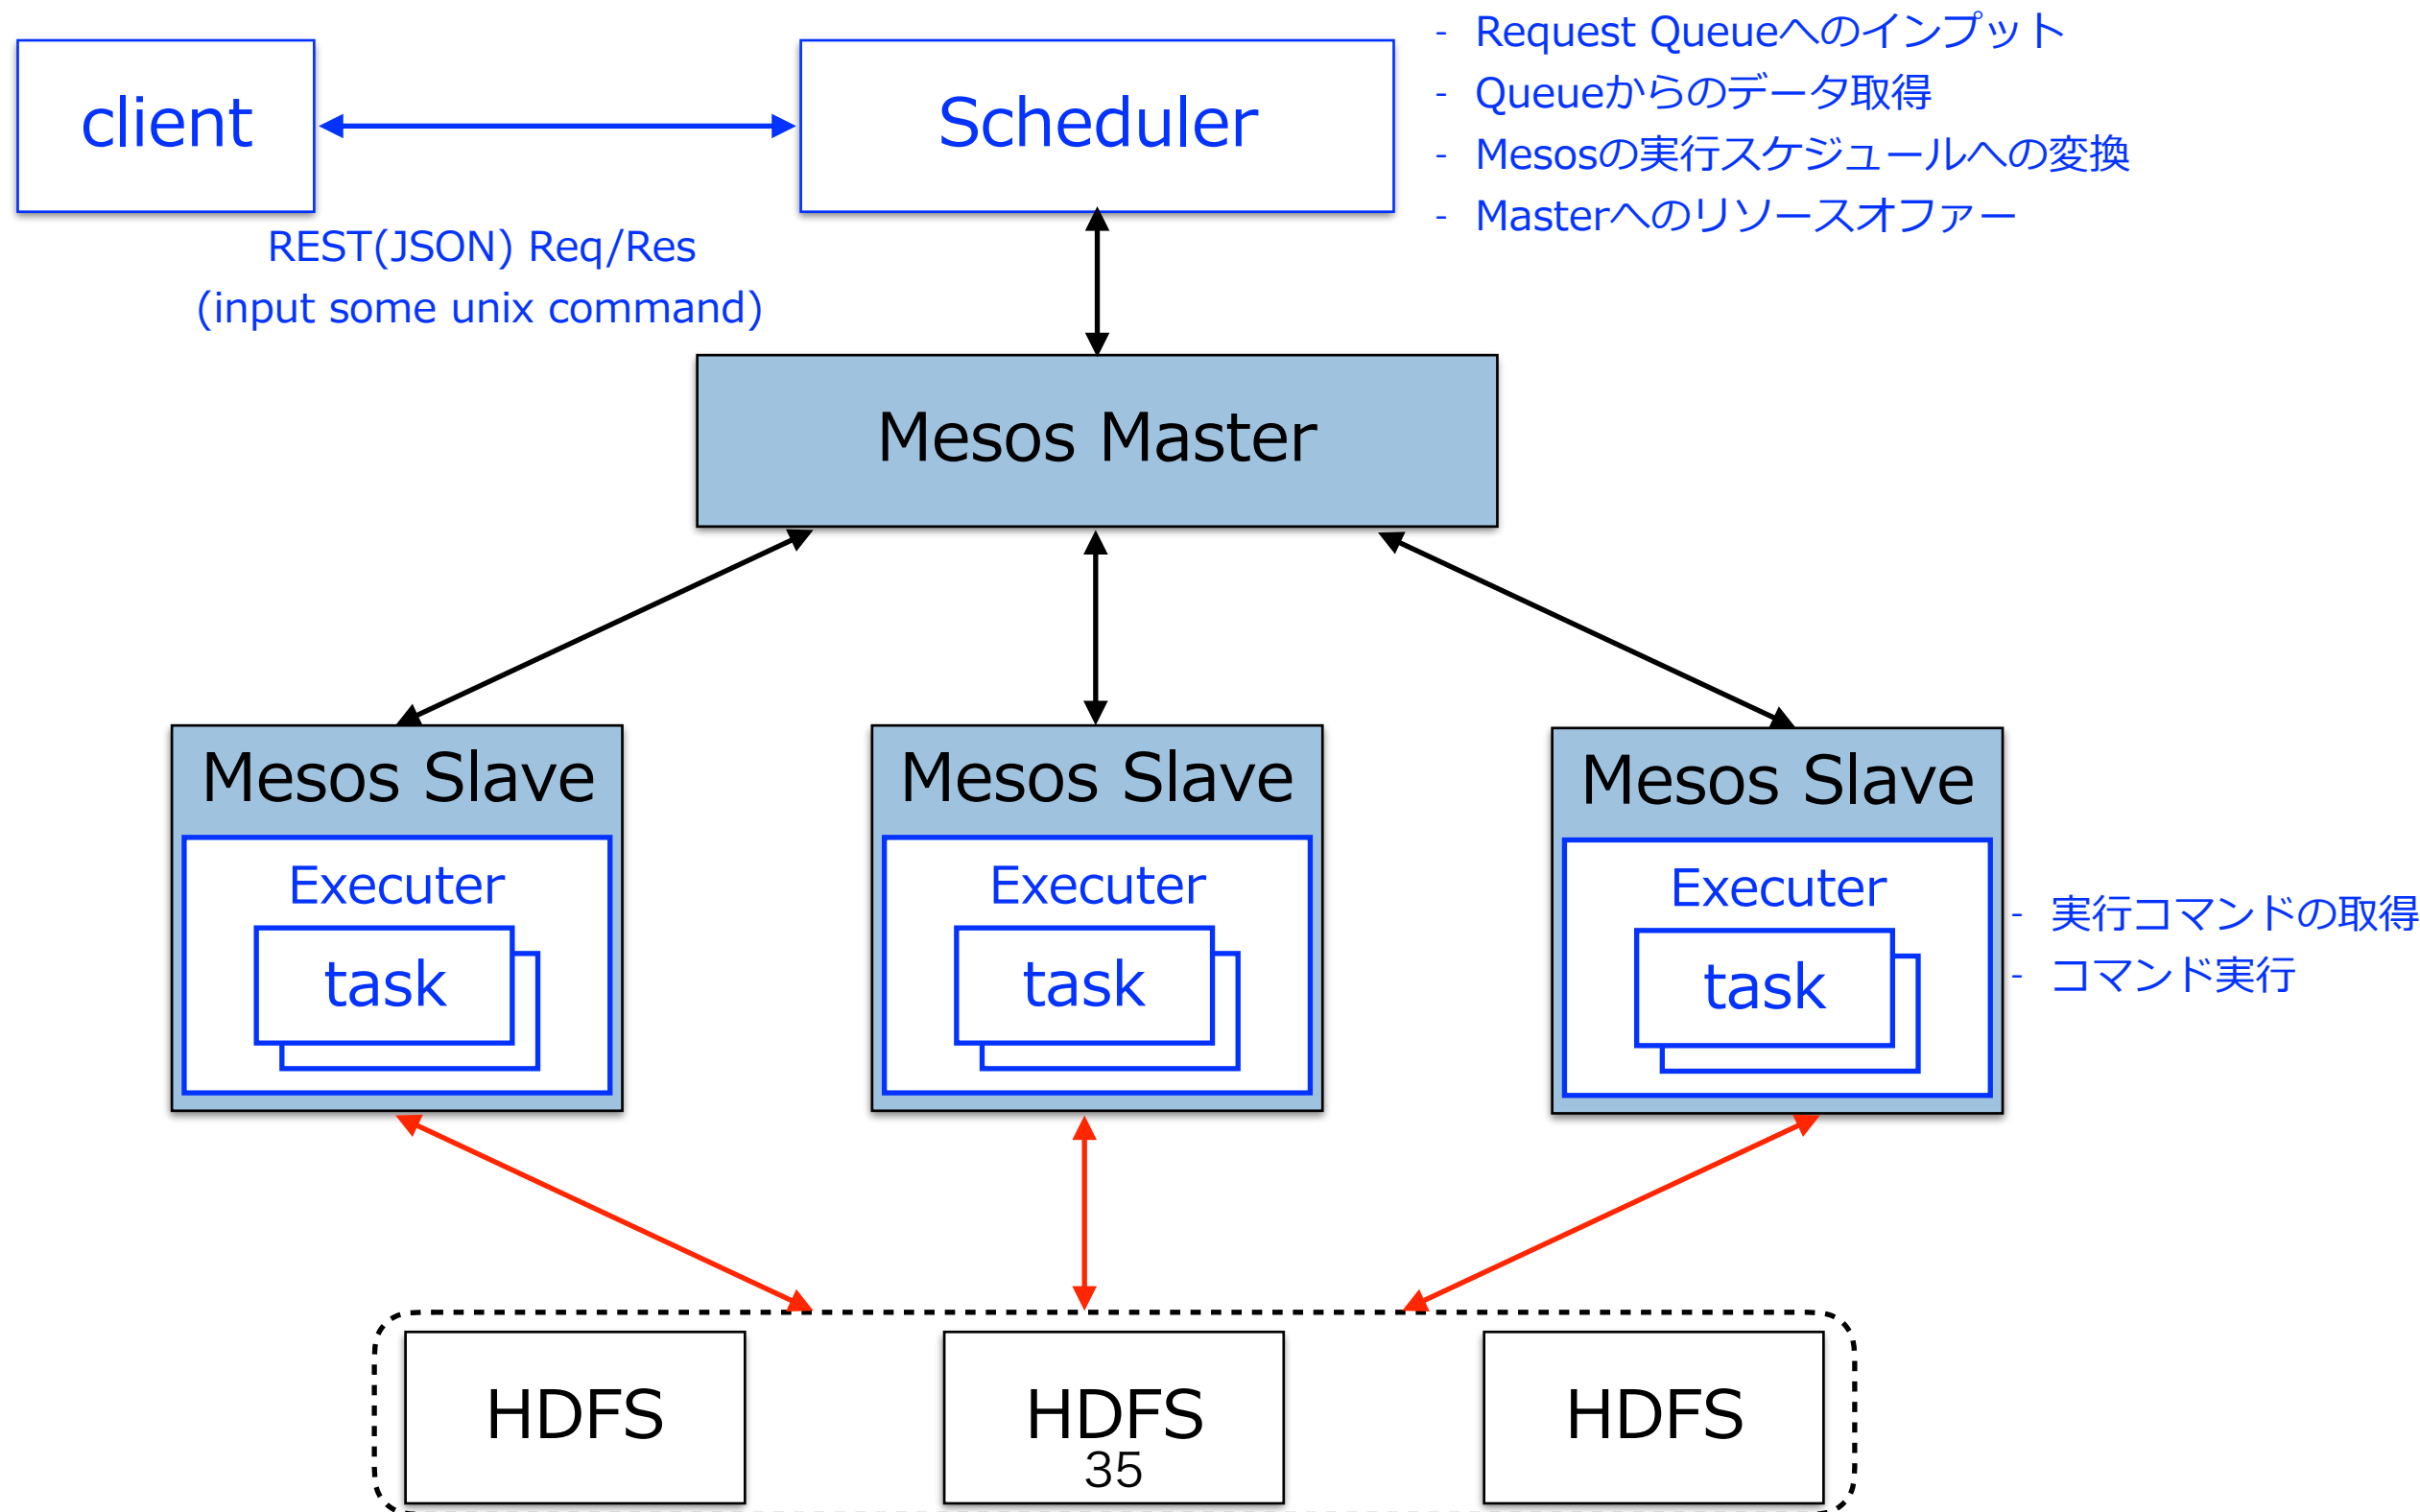 client
Scheduler
- Request Queueへのインプット
- Queueからのデータ取得
- Mesosの実行スケジュールへの変換
- Masterへのリソースオファー
REST(JSON) Req/Res
(input some unix command)
Mesos Master
Mesos Slave
Executer
task
Mesos Slave
Executer
task
Mesos Slave
Executer
task
- 実行コマンドの取得
- コマンド実行
HDFS
HDFS
HDFS
35